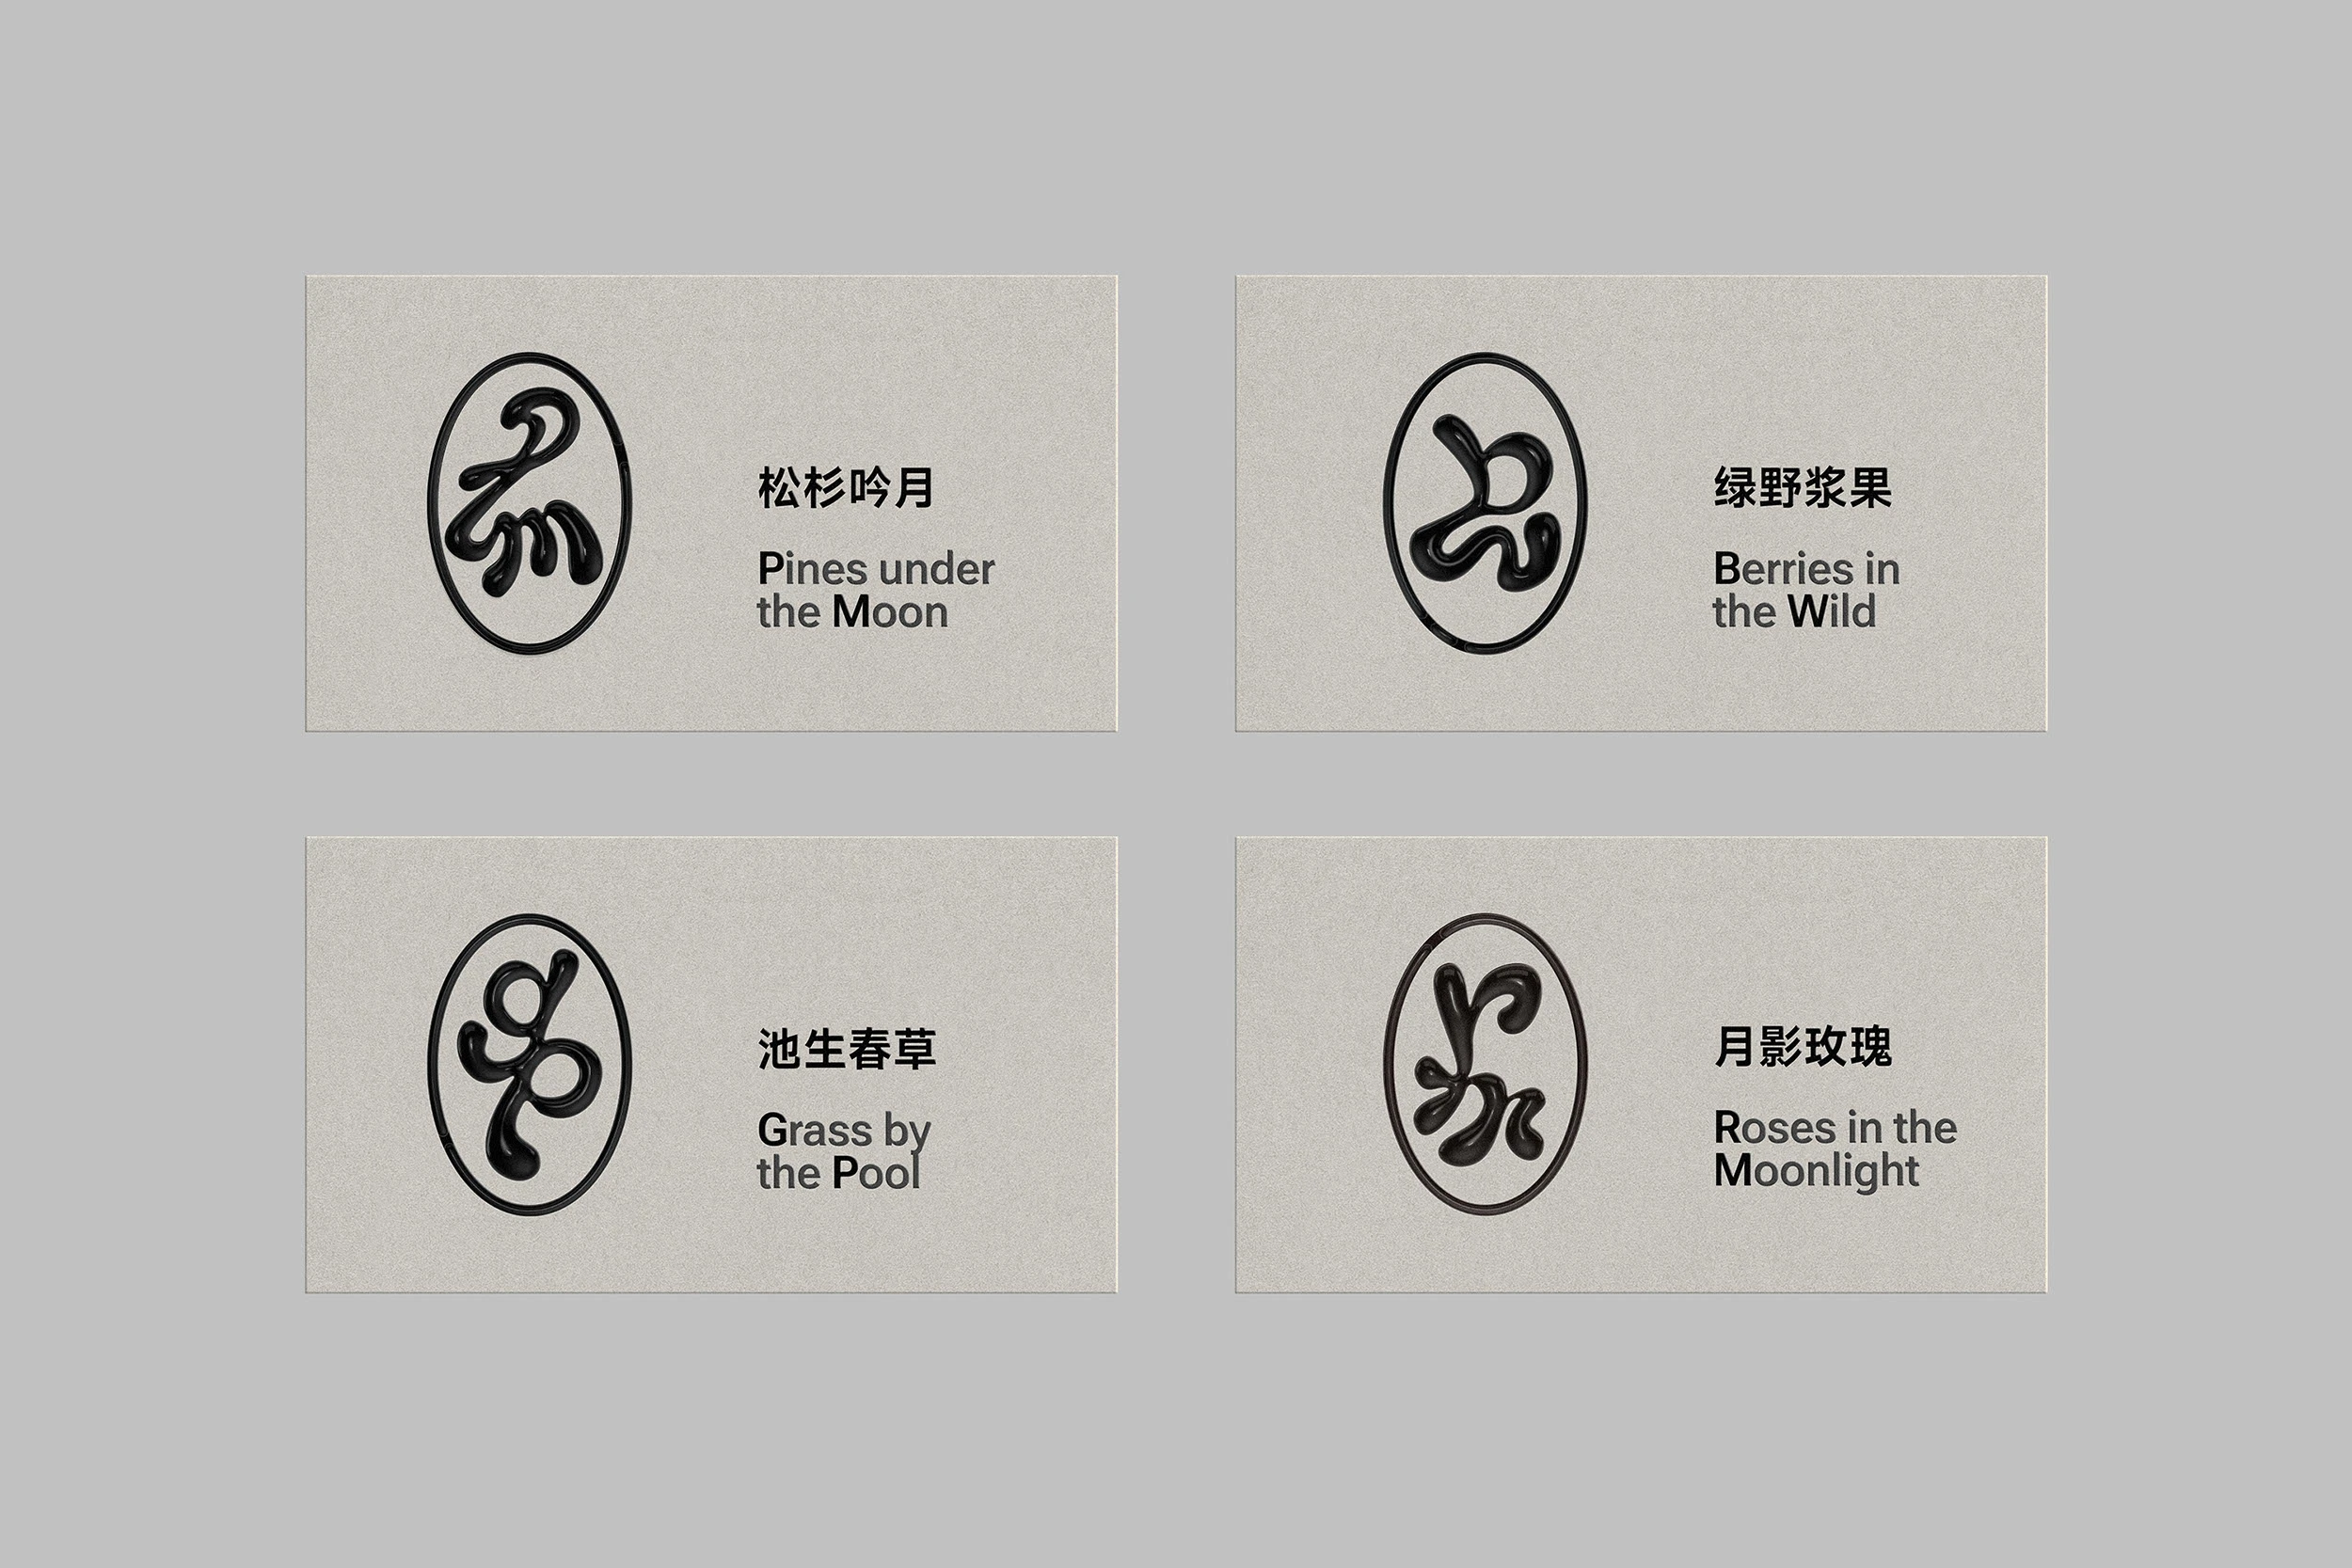 松杉吟月
Pines under
the Moon
绿野浆果
Berries in
the Wild
池生春草
Grass by
the Pool
月影玫瑰
Roses in the
Moonlight